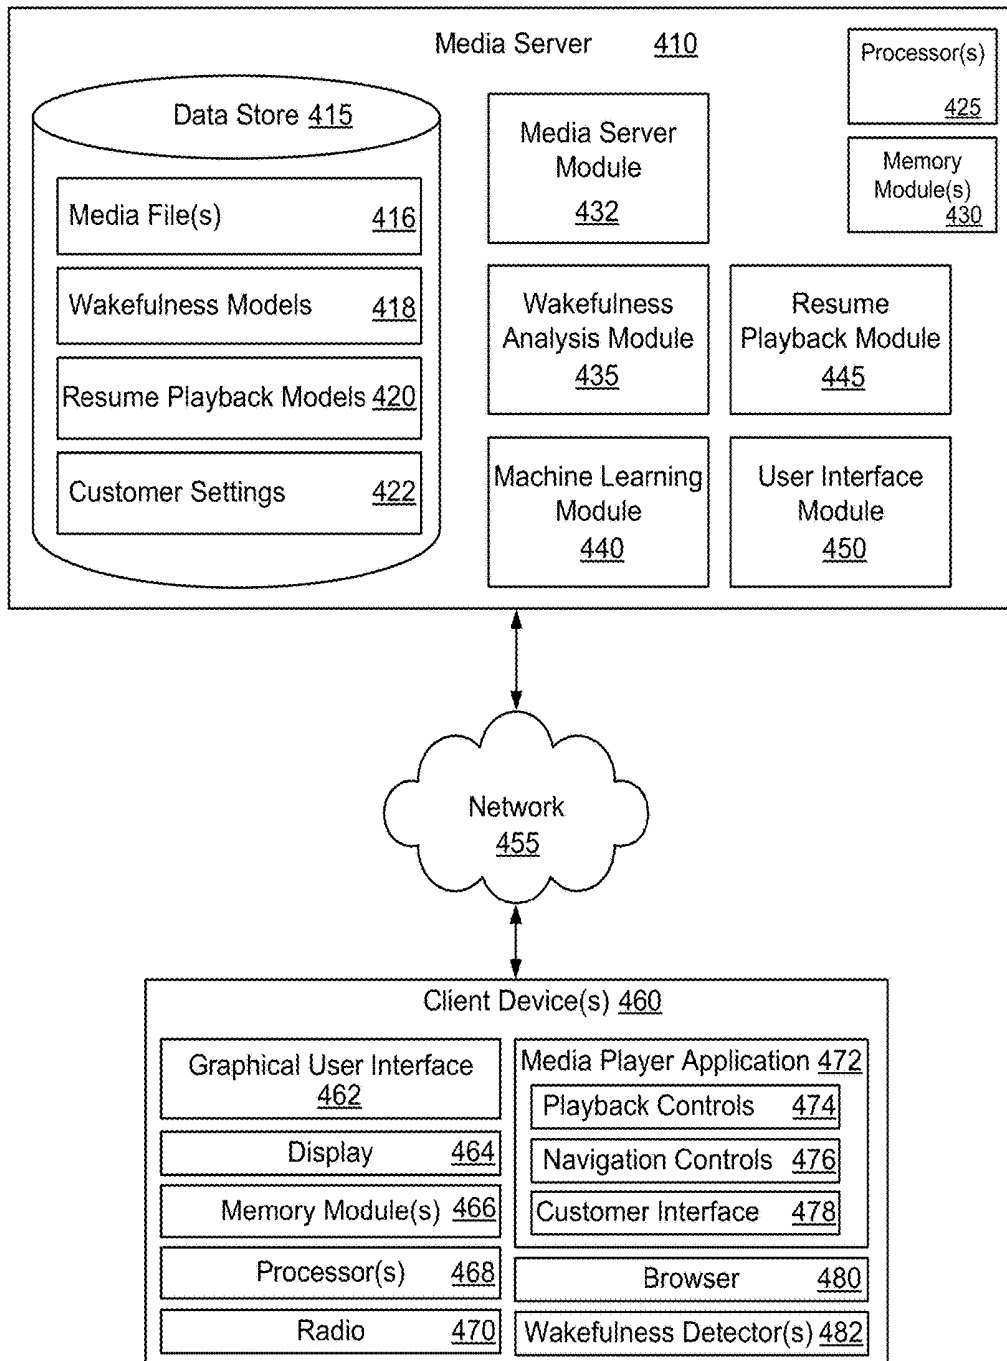 Media Server 410
Processor(s)
425
Memory
Module(s)
430
Data Store 415
Media File(s) 416
Wakefulness Models 418
Resume Playback Models 420
Customer Settings 422
Media Server
Module
432
Wakefulness
Analysis Module
435
Resume
Playback Module
445
Machine Learning
Module
440
User Interface
Module
450
Network
455
Client Device(s) 460
Graphical User Interface
462
Display 464
Memory Module(s) 466
Processor(s) 468
Radio 470
Media Player Application 472
Playback Controls 474
Navigation Controls 476
Customer Interface 478
Browser 480
Wakefulness Detector(s) 482